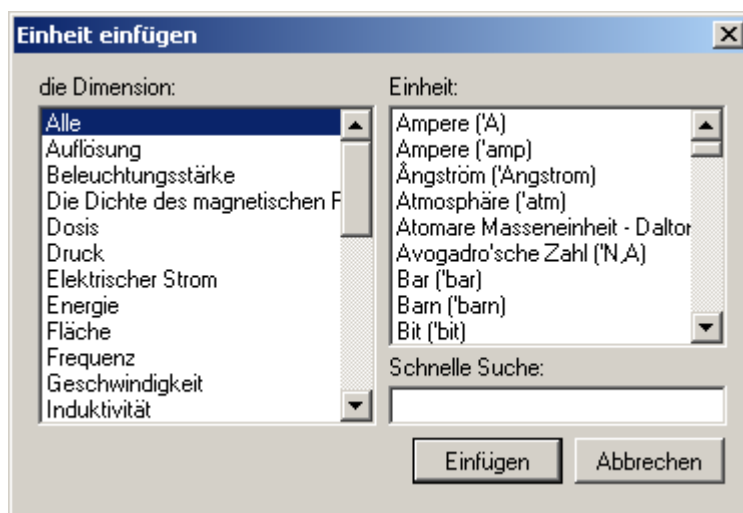 Einheit einfügen
die Dimension:
Alle
Auflösung
Beleuchtungsstärke
Die Dichte des magnetischen F
Dosis
Druck
Elektrischer Strom
Energie
Fläche
Frequenz
Geschwindigkeit
Induktivität
Einheit:
Ampere ('A)
Ampere ('amp)
Ångström ('Angstrom)
Atmosphäre ('atm)
Atomare Masseneinheit - Dalton
Avogadro'sche Zahl ('N,A)
Bar ('bar)
Barn ('barn)
Bit ('bit)
Schnelle Suche:
Einfügen
Abbrechen